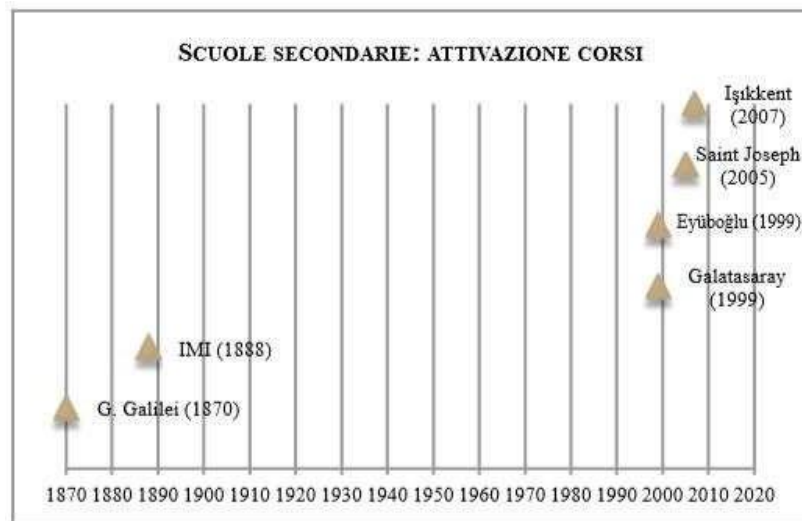 SCUOLE SECONDARIE: ATTIVAZIONE CORSI
Işıkkent
(2007)
Saint Joseph
(2005)
Eyüboğlu (1999)
Galatasaray
(1999)
IMI (1888)
G. Galilei (1870)
1870 1880 1890 1900 1910 1920 1930 1940 1950 1960 1970 1980 1990 2000 2010 2020